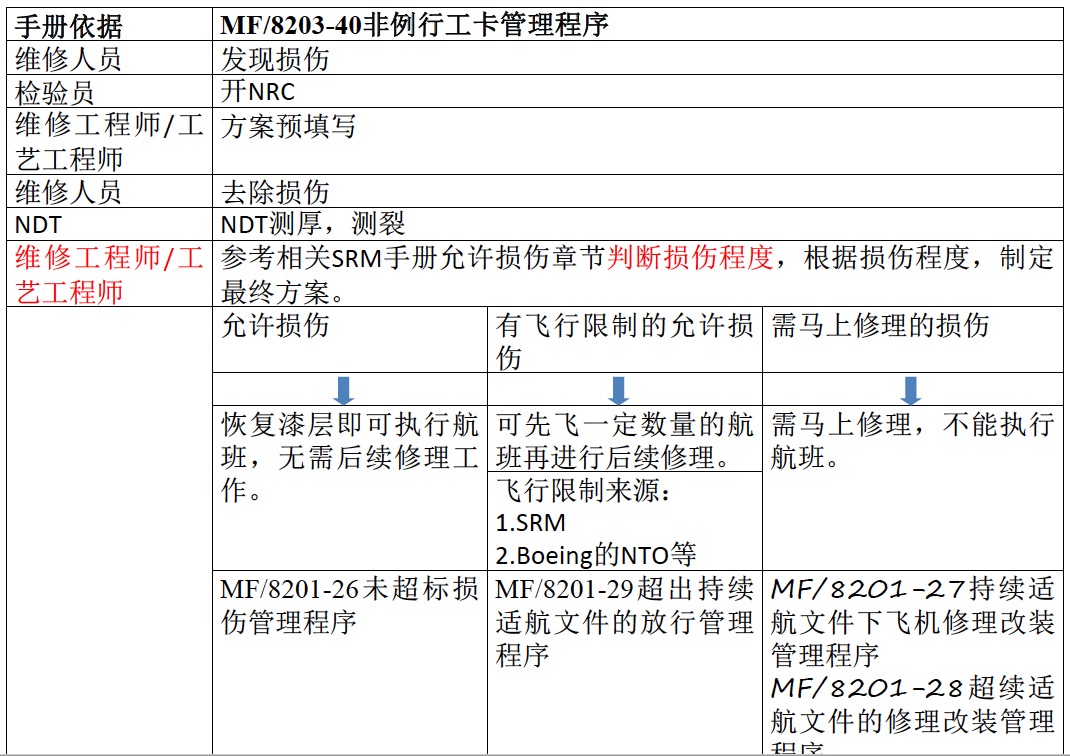 手册依据 MF/8203-40非例行工卡管理程序
维修人员 发现损伤
检验员 开NRC
维修工程师/工 方案预填写
艺工程师
维修人员 去除损伤
NDT NDT测厚，测裂
维修工程师/工 参考相关SRM手册允许损伤章节判断损伤程度，根据损伤程度，制定
艺工程师 最终方案。
允许损伤
有飞行限制的允许损
伤
需马上修理的损伤
恢复漆层即可执行航
班，无需后续修理工
作。
可先飞一定数量的航
班再进行后续修理。
飞行限制来源：
1.SRM
2.Boeing的NTO等
需马上修理，不能执行
航班。
MF/8201-26未超标损
伤管理程序
MF/8201-29超出持续
适航文件的放行管理
程序
MF/8201-27持续适
航文件下飞机修理改装
管理程序
MF/8201-28超续适
航文件的修理改装管理
程序